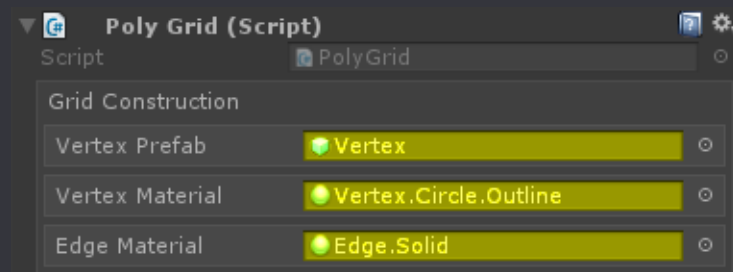 Poly Grid (Script)
Script PolyGrid
Grid Construction
Vertex Prefab Vertex
Vertex Material Vertex.Circle.Outline
Edge Material Edge.Solid